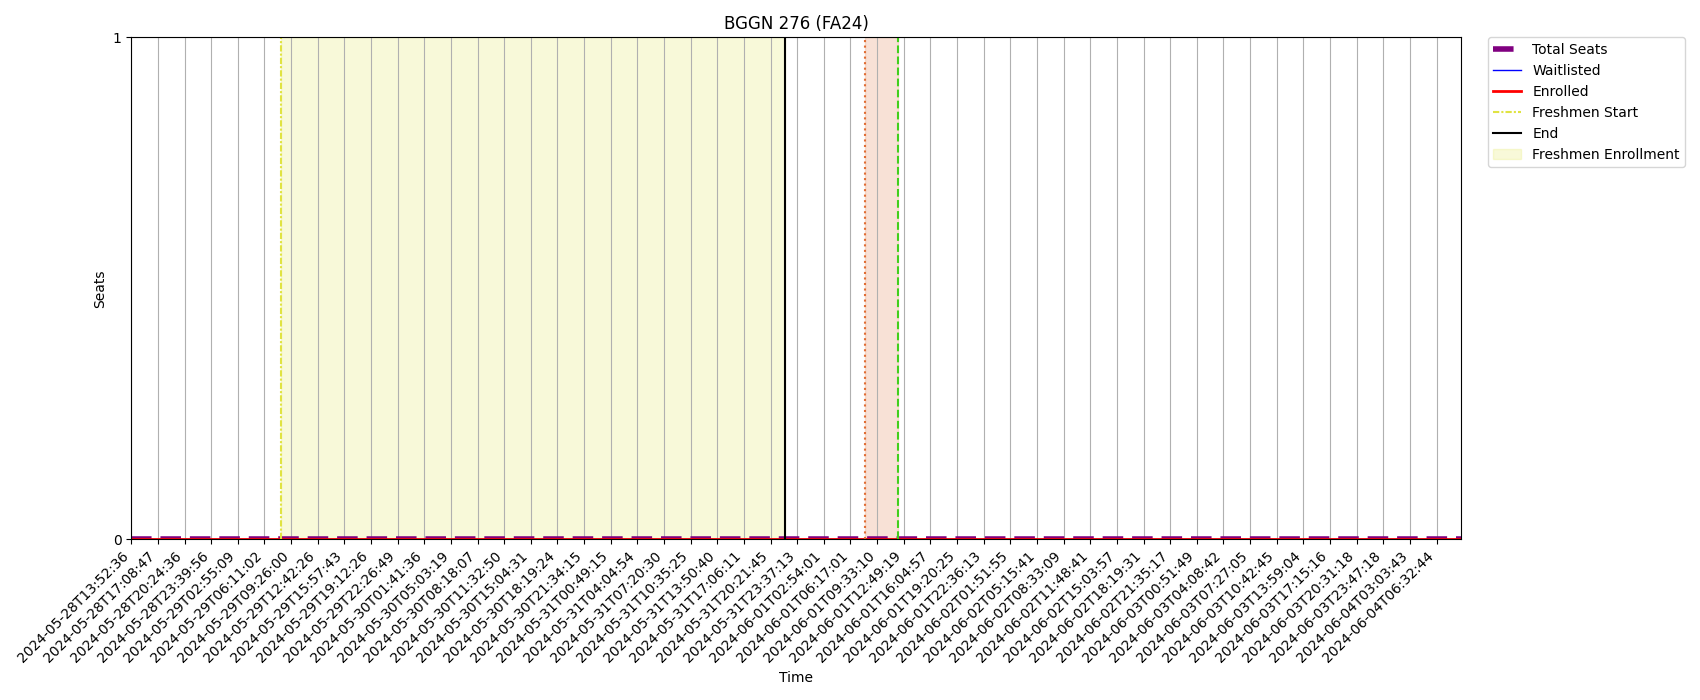 BGGN 276 (FA24)
1
0
Seats
Total Seats
Waitlisted
Enrolled
Freshmen Start
End
Freshmen Enrollment
2024-05-28T13:52:36
2024-05-28T17:08:47
2024-05-28T20:24:36
2024-05-28T23:39:56
2024-05-29T02:55:09
2024-05-29T06:11:02
2024-05-29T09:26:00
2024-05-29T12:42:26
2024-05-29T15:57:43
2024-05-29T19:12:26
2024-05-29T22:26:49
2024-05-30T01:41:36
2024-05-30T05:03:19
2024-05-30T08:18:07
2024-05-30T11:32:50
2024-05-30T15:04:31
2024-05-30T18:19:24
2024-05-30T21:34:15
2024-05-31T00:49:15
2024-05-31T04:04:54
2024-05-31T07:20:30
2024-05-31T10:35:25
2024-05-31T13:50:40
2024-05-31T17:06:11
2024-05-31T20:21:45
2024-05-31T23:37:13
2024-06-01T02:54:01
2024-06-01T06:17:01
2024-06-01T09:33:10
2024-06-01T12:49:19
2024-06-01T16:04:57
2024-06-01T19:20:25
2024-06-01T22:36:13
2024-06-02T01:51:55
2024-06-02T05:15:41
2024-06-02T08:33:09
2024-06-02T11:48:41
2024-06-02T15:03:57
2024-06-02T18:19:31
2024-06-02T21:35:17
2024-06-03T00:51:49
2024-06-03T04:08:42
2024-06-03T07:27:05
2024-06-03T10:42:45
2024-06-03T13:59:04
2024-06-03T17:15:16
2024-06-03T20:31:18
2024-06-03T23:47:18
2024-06-04T03:03:43
2024-06-04T06:32:44
Time